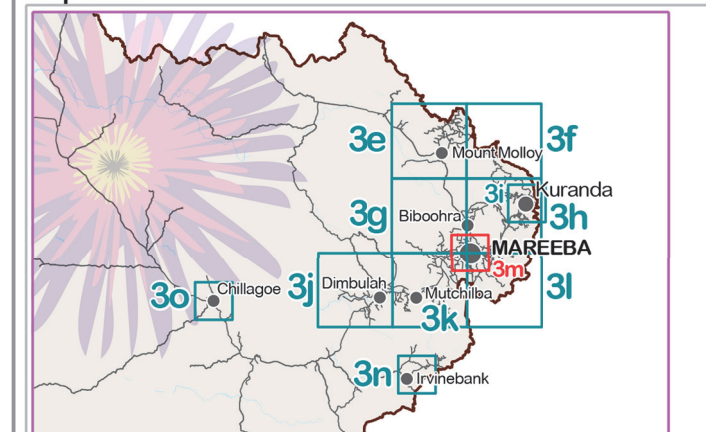 3e
3f
Mount Molloy
3i
Kuranda
3g
Biboohra
3h
MAREEBA
3m
3o
Chillagoe
3j
Dimbulah
Mutchilba
3l
3k
3n
Irvinebank